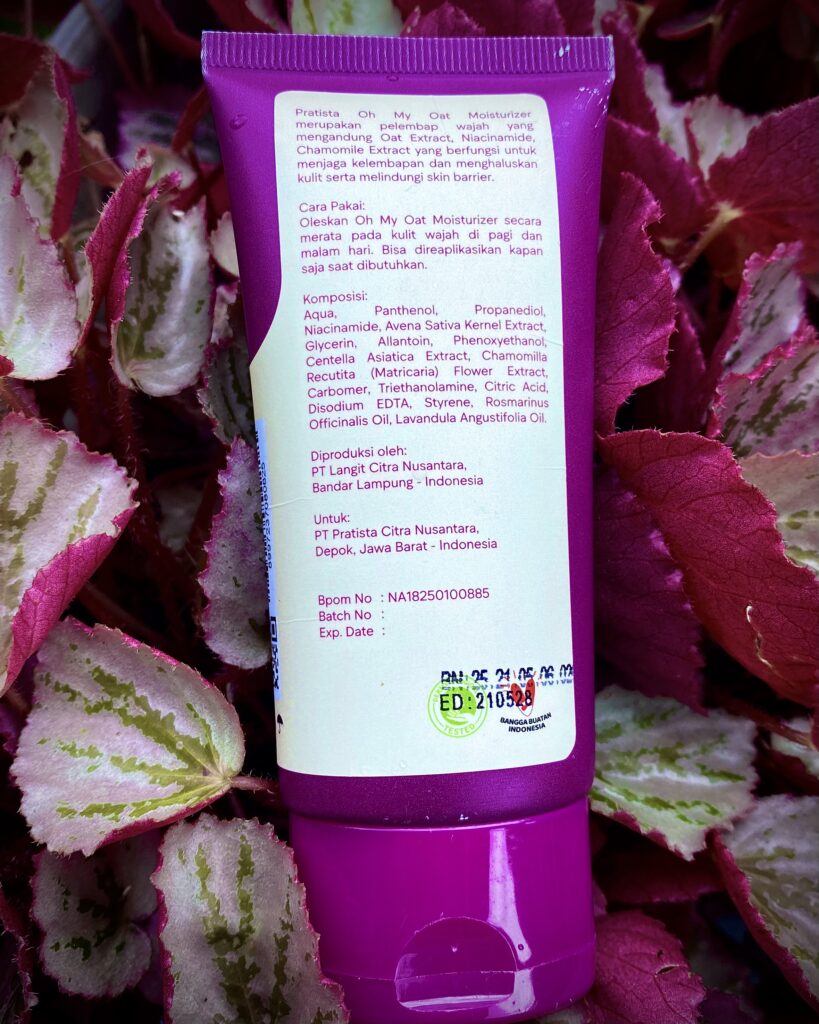 Pratista Oh My Oat Moisturizer
merupakan pelembap wajah yang
mengandung Oat Extract, Niacinamide,
Chamomile Extract yang berfungsi untuk
menjaga kelembapan dan menghaluskan
kulit serta melindungi skin barrier.
Cara Pakai:
Oleskan Oh My Oat Moisturizer secara
merata pada kulit wajah di pagi dan
malam hari. Bisa direaplikasikan kapan
saja saat dibutuhkan.
Komposisi:
Aqua, Panthenol, Propanediol,
Niacinamide, Avena Sativa Kernel Extract,
Glycerin, Allantoin, Phenoxyethanol,
Centella Asiatica Extract, Chamomilla
Recutita (Matricaria) Flower Extract,
Carbomer, Triethanolamine, Citric Acid,
Disodium EDTA, Styrene, Rosmarinus
Officinalis Oil, Lavandula Angustifolia Oil.
Diproduksi oleh:
PT Langit Citra Nusantara,
Bandar Lampung - Indonesia
Untuk:
PT Pratista Citra Nusantara,
Depok, Jawa Barat - Indonesia
Bpom No : NA18250100885
Batch No :
Exp. Date :
BN: 25 21 05 06 02
ED: 210528
TESTED
BANGGA BUATAN
INDONESIA